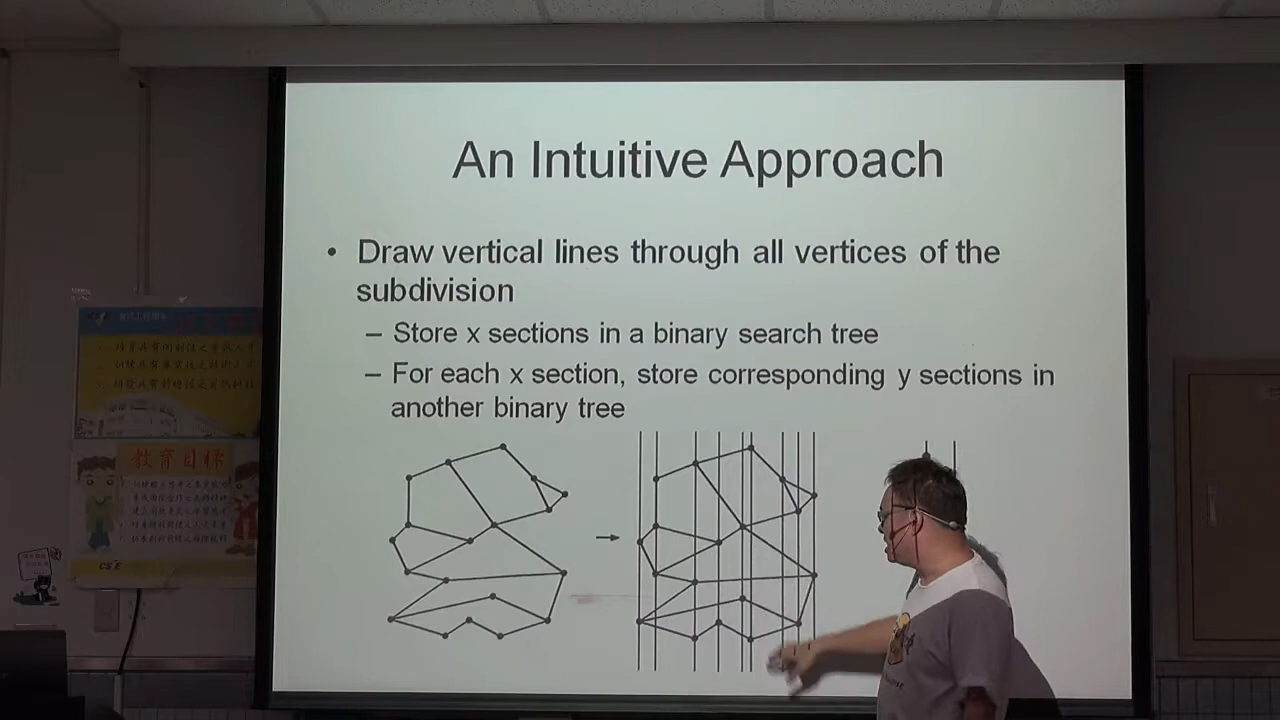 An Intuitive Approach
• Draw vertical lines through all vertices of the
subdivision
– Store x sections in a binary search tree
– For each x section, store corresponding y sections in
another binary tree
教育目標
CSIE